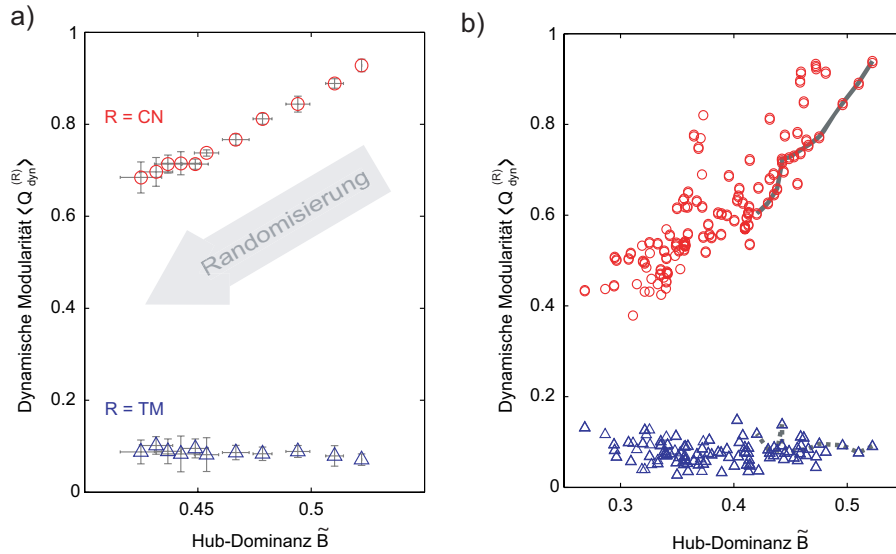 a)
1
0.8
0.6
0.4
0.2
0
Dynamische Modularität ⟨Q dyn (R)⟩
R = CN
Randomisierung
R = TM
0.45
0.5
Hub-Dominanz B̃
b)
1
0.8
0.6
0.4
0.2
0
Dynamische Modularität ⟨Q dyn (R)⟩
0.3
0.4
0.5
Hub-Dominanz B̃